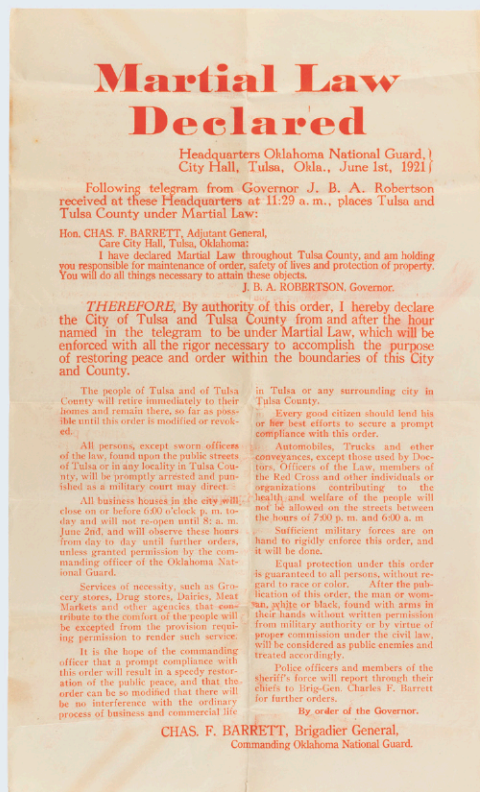 Martial Law
Declared
Headquarters Oklahoma National Guard,)
City Hall, Tulsa, Okla., June 1st, 1921)
Following telegram from Governor J. B. A. Robertson
received at these Headquarters at 11:29 a. m., places Tulsa and
Tulsa County under Martial Law:
Hon. CHAS. F. BARRETT, Adjutant General,
Care City Hall, Tulsa, Oklahoma:
I have declared Martial Law throughout Tulsa County, and am holding
you responsible for maintenance of order, safety of lives and protection of property.
You will do all things necessary to attain these objects.
J. B. A. ROBERTSON, Governor.
THEREFORE, By authority of this order, I hereby declare
the City of Tulsa and Tulsa County from and after the hour
named in the telegram to be under Martial Law, which will be
enforced with all the rigor necessary to accomplish the purpose
of restoring peace and order within the boundaries of this City
and County.
The people of Tulsa and of Tulsa
County will retire immediately to their
homes and remain there, so far as poss-
ible until this order is modified or revok-
ed.
All persons, except sworn officers
of the law, found upon the public streets
of Tulsa or in any locality in Tulsa Cou-
nty, will be promptly arrested and pun-
ished as a military court may direct.
All business houses in the city will
close on or before 6:00 o'clock p. m. to-
day and will not re-open until 8: a. m.
June 2nd, and will observe these hours
from day to day until further orders,
unless granted permission by the com-
manding officer of the Oklahoma Nat-
ional Guard.
Services of necessity, such as Gro-
cery stores, Drug stores, Dairies, Meat
Markets and other agencies that con-
tribute to the comfort of the people will
be excepted from the provision requi-
ing permission to render such service.
It is the hope of the commanding
officer that a prompt compliance with
this order will result in a speedy restor-
ation of the public peace, and that the
order can be so modified that there will
be no interference with the ordinary
process of business and commercial life
in Tulsa or any surrounding city in
Tulsa County.
Every good citizen should lend his
or her best efforts to secure a prompt
compliance with this order.
Automobiles, Trucks and other
conveyances, except those used by Doc-
tors, Officers of the Law, members of
the Red Cross and other individuals or
organizations contributing to the
health and welfare of the people will
not be allowed on the streets between
the hours of 7:00 p. m. and 6:00 a. m
Sufficient military forces are on
hand to rigidly enforce this order, and
it will be done.
Equal protection under this order
is guaranteed to all persons, without re-
gard to race or color. After the pub-
lication of this order, the man or wom-
an, white or black, found with arms in
their hands without written permission
from military authority or by virtue of
proper commission under the civil law,
will be considered as public enemies and
treated accordingly.
Police officers and members of the
sheriff's force will report through their
chiefs to Brig-Gen. Charles F. Barrett
for further orders.
By order of the Governor.
CHAS. F. BARRETT, Brigadier General,
Commanding Oklahoma National Guard.